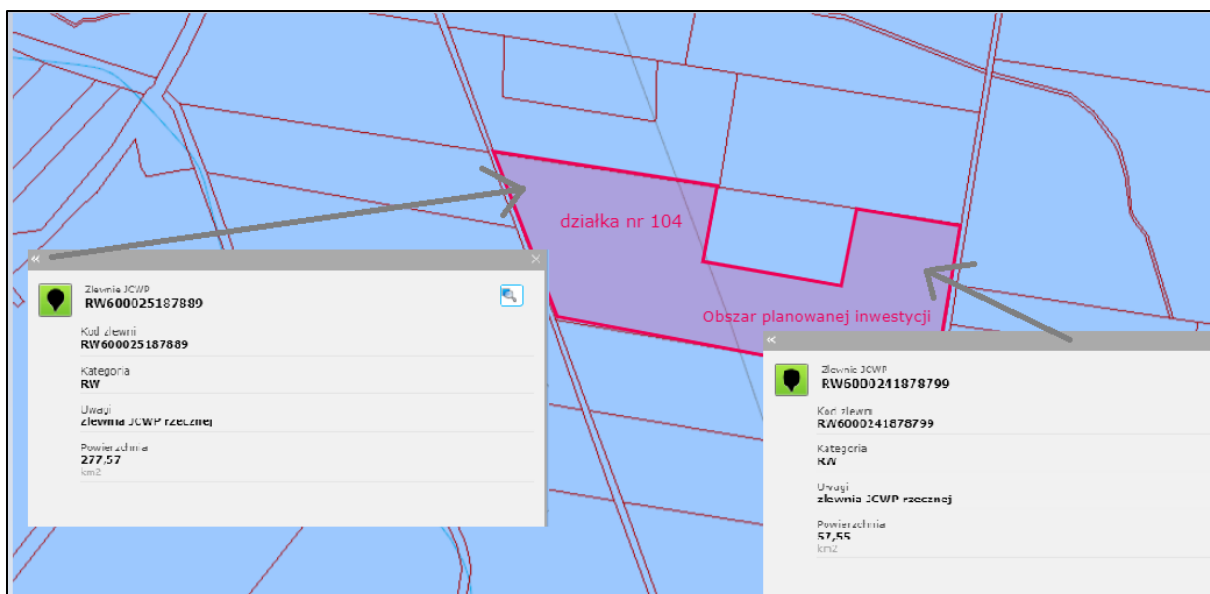 działka nr 104
Obszar planowanej inwestycji
Zlewnie JCWP
RW600025187889
Kod zlewni
RW600025187889
Kategoria
RW
Uwagi
zlewnia JCWP rzecznej
Powierzchnia
277,57
km2
Zlewnie JCWP
RW6000241878799
Kod zlewni
RW6000241878799
Kategoria
RW
Uwagi
zlewnia JCWP rzecznej
Powierzchnia
57,55
km2